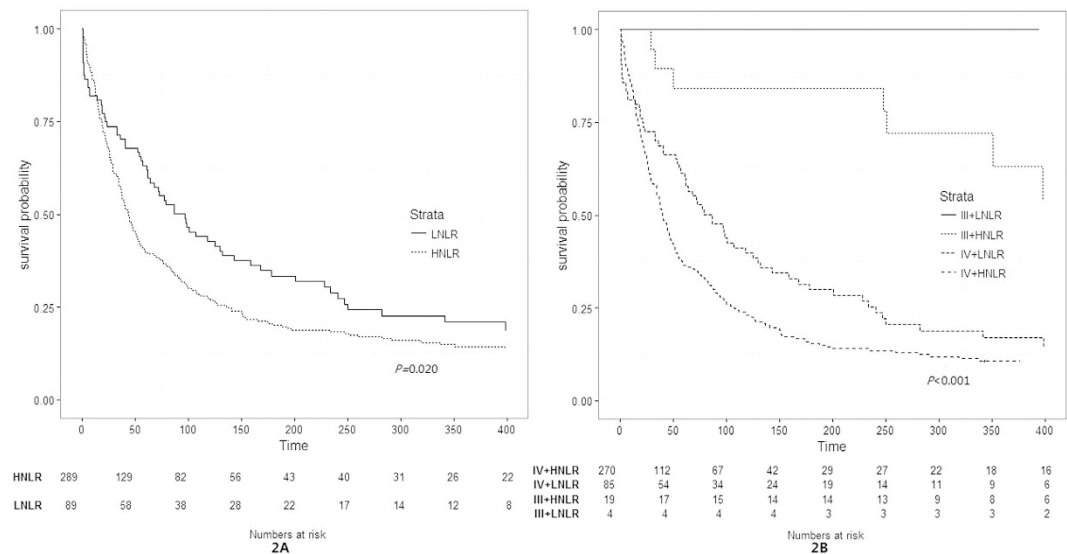 1.00
0.75
0.50
0.25
0.00
survival probability
Strata
LNLR
HNLR
P=0.020
0 50 100 150 200 250 300 350 400
Time
HNLR 289 129 82 56 43 40 31 26 22
LNLR 89 58 38 28 22 17 14 12 8
Numbers at risk
2A
1.00
0.75
0.50
0.25
0.00
survival probability
Strata
III+LNLR
III+HNLR
IV+LNLR
IV+HNLR
P<0.001
0 50 100 150 200 250 300 350 400
Time
IV+HNLR 270 112 67 42 29 27 22 18 16
IV+LNLR 85 54 34 24 19 14 11 9 6
III+HNLR 19 17 15 14 14 13 9 8 6
III+LNLR 4 4 4 4 3 3 3 3 2
Numbers at risk
2B